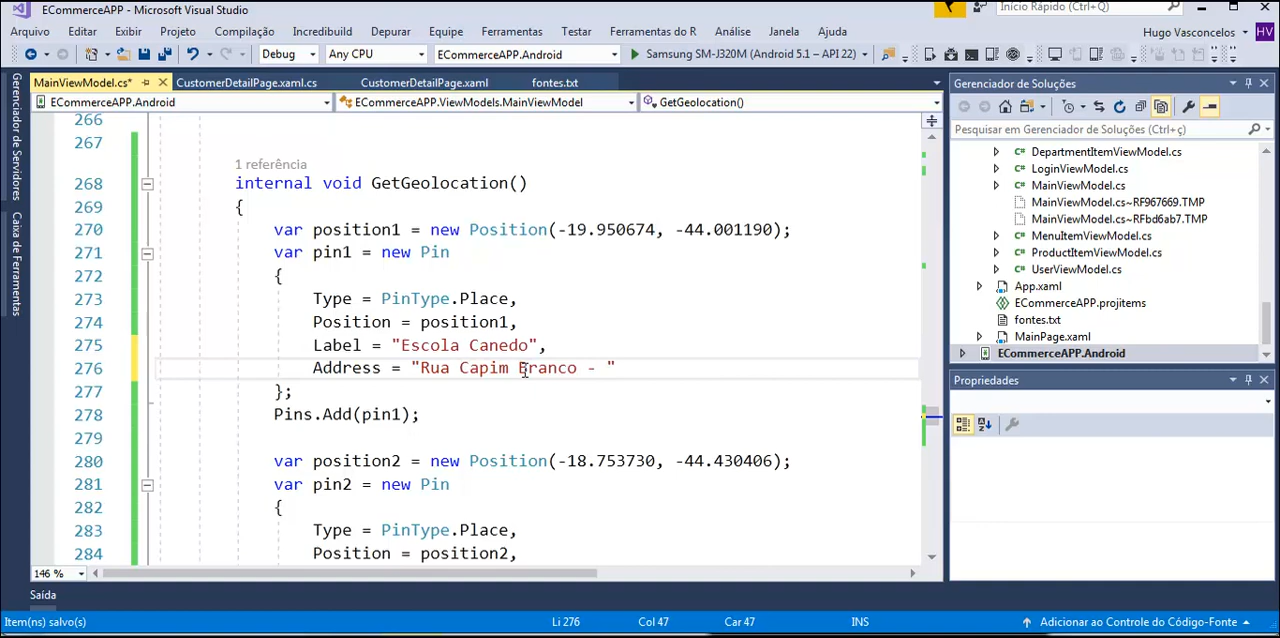 ECommerceAPP - Microsoft Visual Studio
Início Rápido (Ctrl+Q)
Arquivo Editar Exibir Projeto Compilação Incredibuild Depurar Equipe Ferramentas Testar Ferramentas do R Análise Janela Ajuda
Hugo Vasconcelos HV
Debug Any CPU ECommerceAPP.Android Samsung SM-J320M (Android 5.1 - API 22)
MainViewModel.cs* CustomerDetailPage.xaml.cs CustomerDetailPage.xaml fontes.txt
ECommerceAPP.Android ECommerceAPP.ViewModels.MainViewModel GetGeolocation()
Gerenciador de Servidores
Caixa de Ferramentas
266
267
1 referência
268 internal void GetGeolocation()
269 {
270 var position1 = new Position(-19.950674, -44.001190);
271 var pin1 = new Pin
272 {
273 Type = PinType.Place,
274 Position = position1,
275 Label = "Escola Canedo",
276 Address = "Rua Capim Branco - "
277 };
278 Pins.Add(pin1);
279
280 var position2 = new Position(-18.753730, -44.430406);
281 var pin2 = new Pin
282 {
283 Type = PinType.Place,
284 Position = position2,
146 %
Gerenciador de Soluções
Pesquisar em Gerenciador de Soluções (Ctrl+ç)
C# DepartmentItemViewModel.cs
C# LoginViewModel.cs
C# MainViewModel.cs
MainViewModel.cs~RF967669.TMP
MainViewModel.cs~RFbd6ab7.TMP
C# MenuItemViewModel.cs
C# ProductItemViewModel.cs
C# UserViewModel.cs
App.xaml
ECommerceAPP.projitems
fontes.txt
MainPage.xaml
ECommerceAPP.Android
Propriedades
Saída
Item(ns) salvo(s) Li 276 Col 47 Car 47 INS Adicionar ao Controle do Código-Fonte